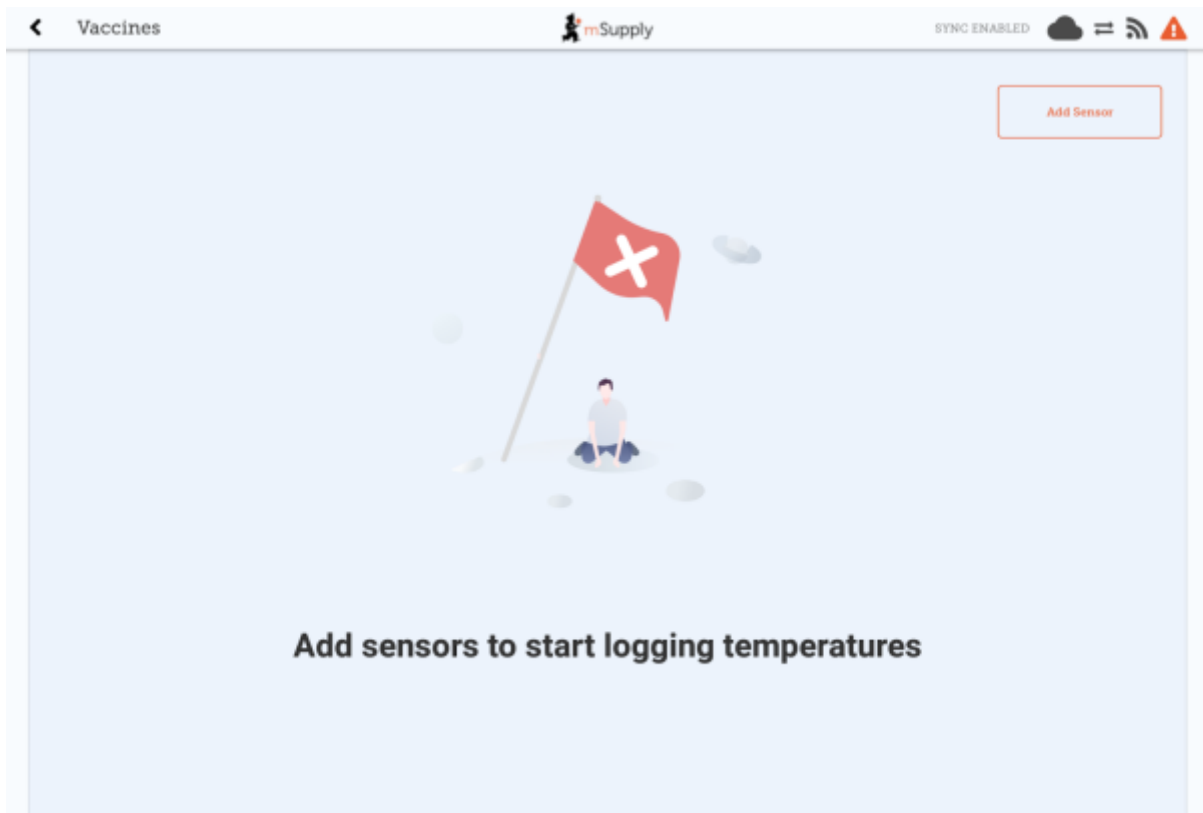 Vaccines
mSupply
SYNC ENABLED
Add Sensor
Add sensors to start logging temperatures